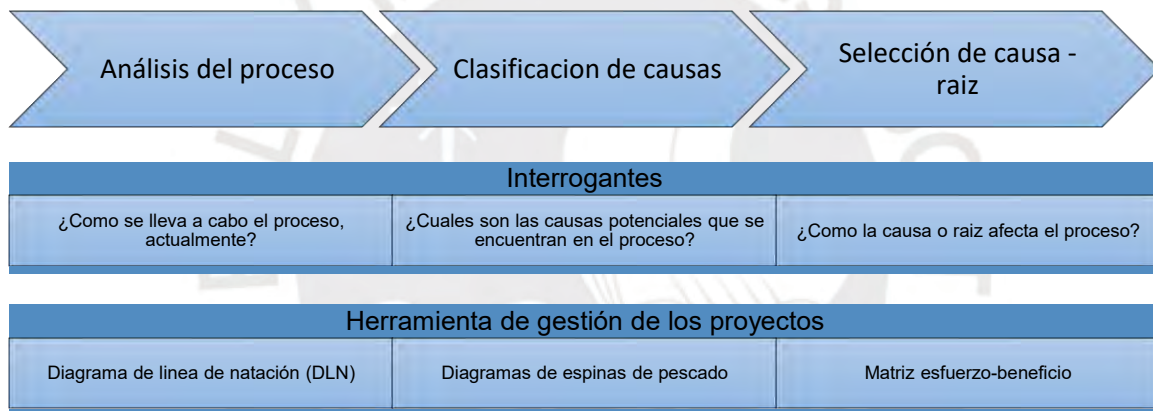 Análisis del proceso
Clasificacion de causas
Selección de causa -
raiz
Interrogantes
¿Como se lleva a cabo el proceso,
actualmente?
¿Cuales son las causas potenciales que se
encuentran en el proceso?
¿Como la causa o raiz afecta el proceso?
Herramienta de gestión de los proyectos
Diagrama de linea de natación (DLN)
Diagramas de espinas de pescado
Matriz esfuerzo-beneficio